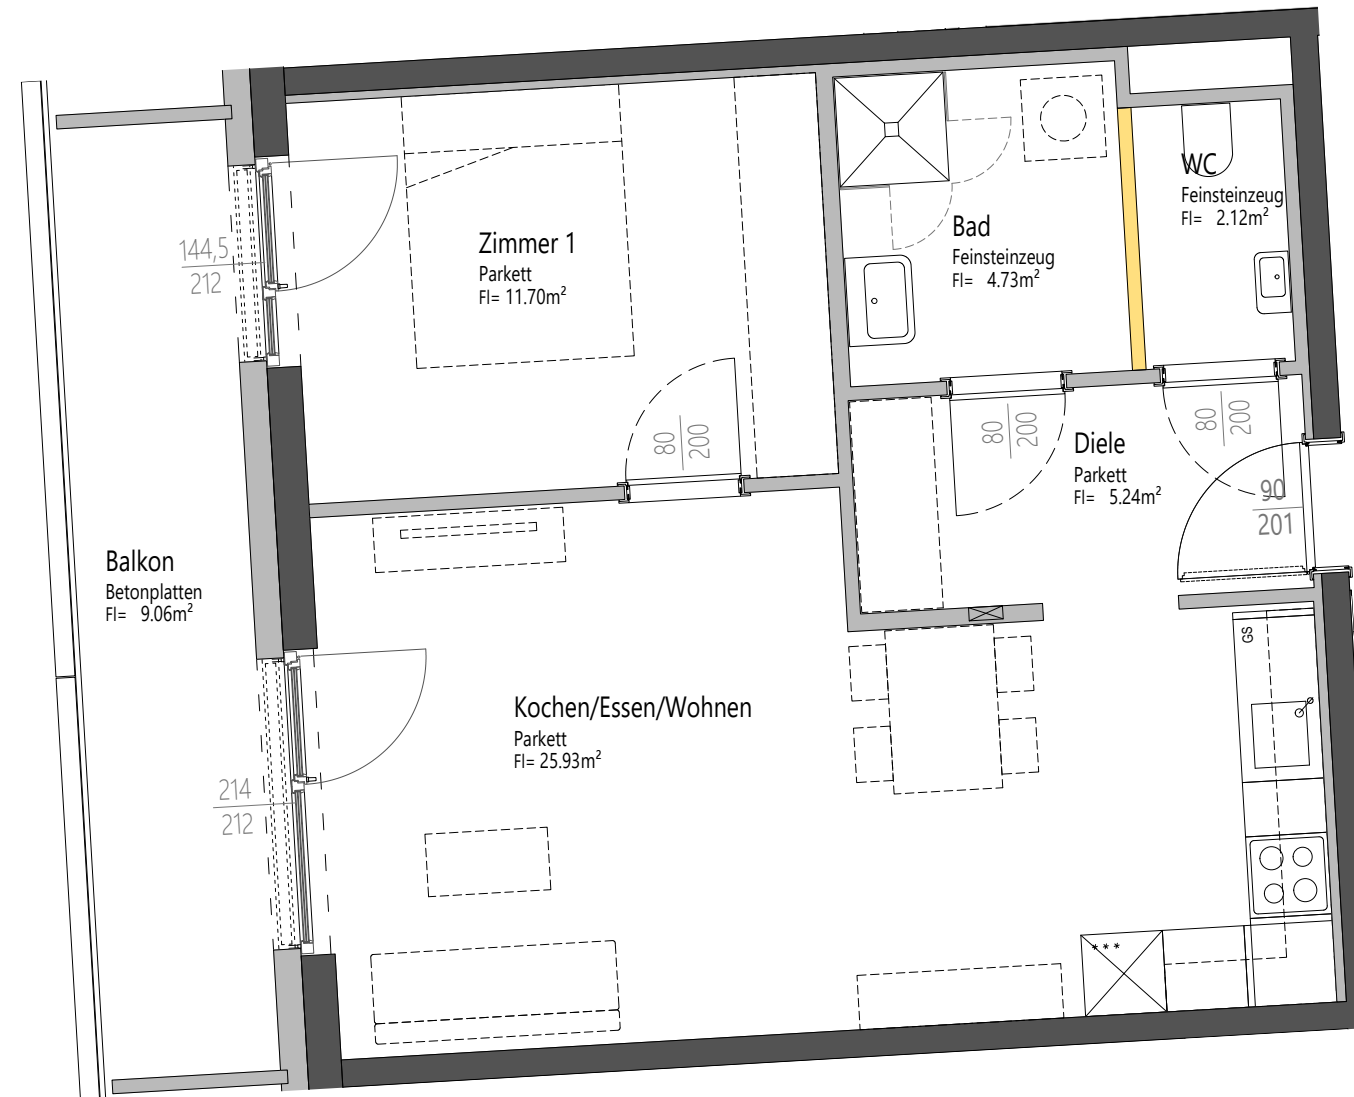 WC
Feinsteinzeug
Fl= 2.12m²
Bad
Feinsteinzeug
Fl= 4.73m²
Zimmer 1
Parkett
Fl= 11.70m²
144,5
212
80
200
80
200
80
200
Diele
Parkett
Fl= 5.24m²
90
201
Balkon
Betonplatten
Fl= 9.06m²
GS
Kochen/Essen/Wohnen
Parkett
Fl= 25.93m²
214
212
***